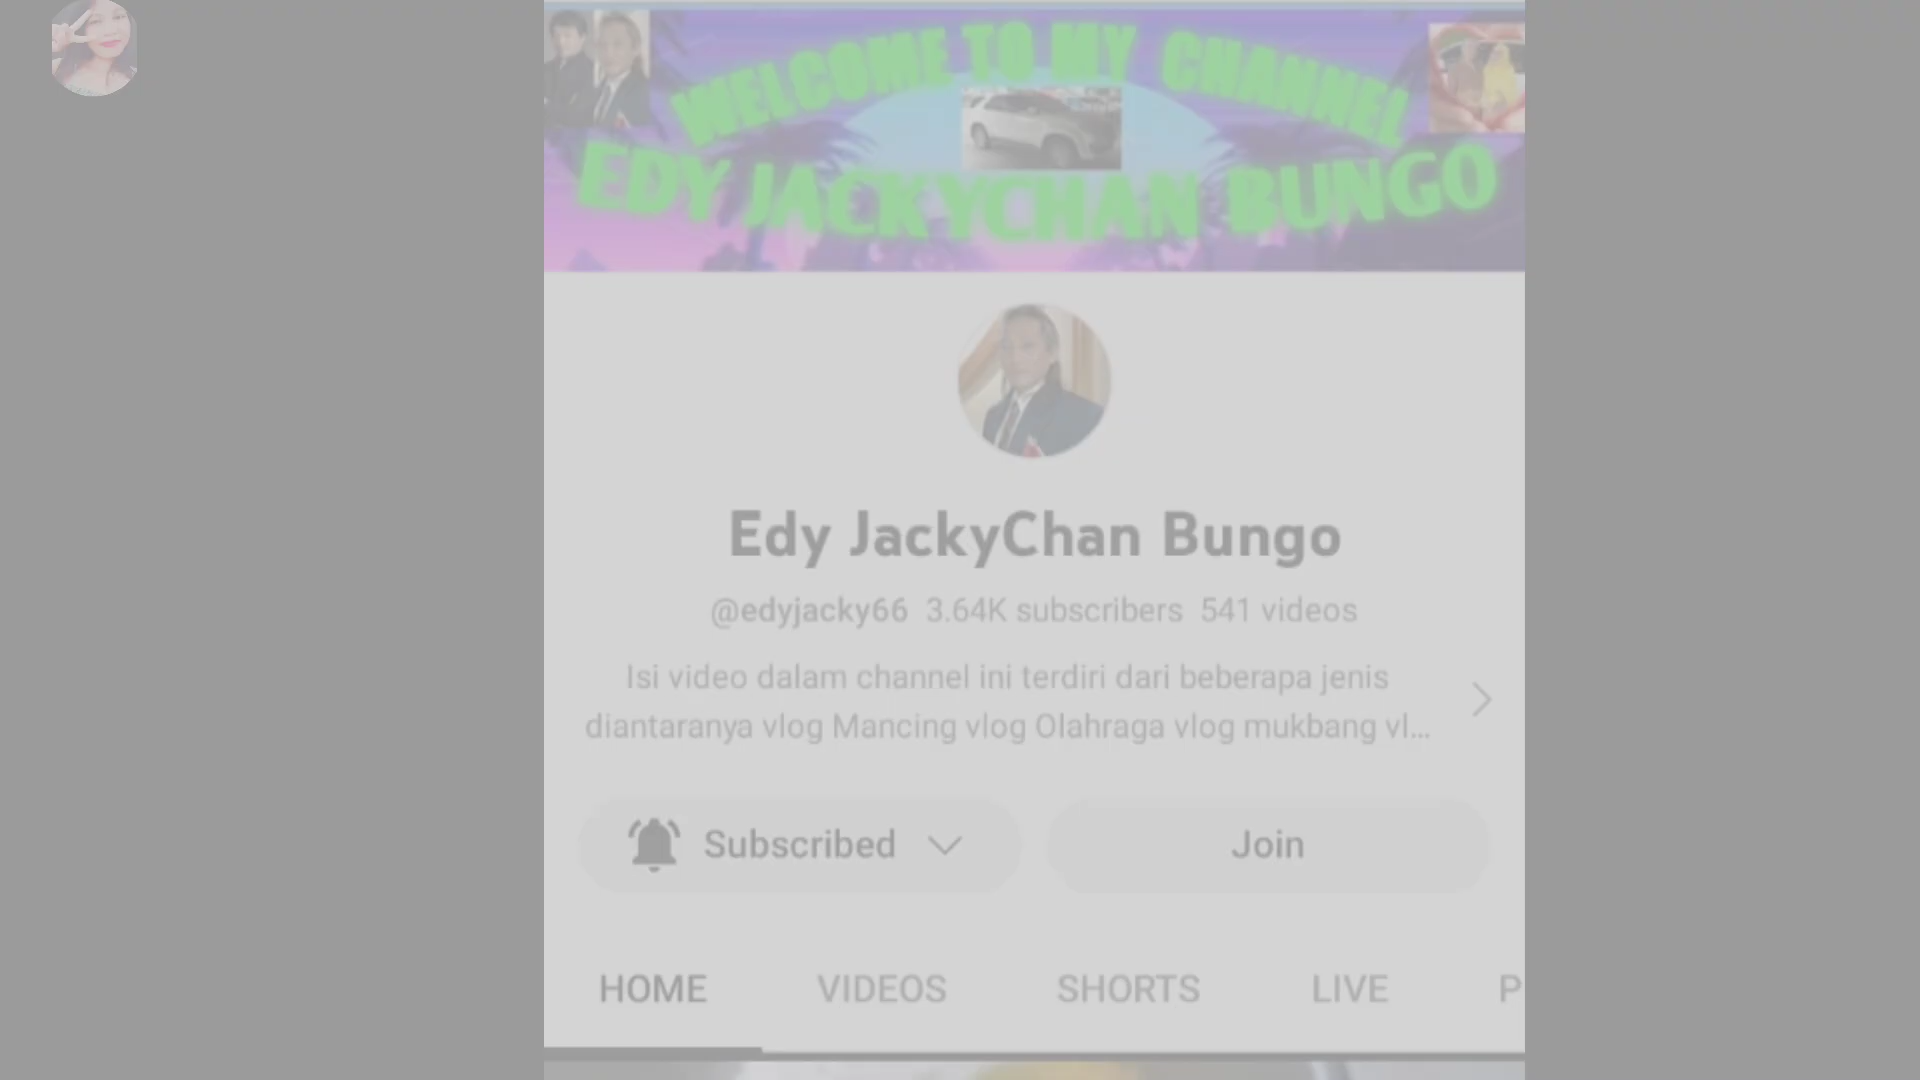 WELCOME TO MY CHANNEL
EDY JACKYCHAN BUNGO
Edy JackyChan Bungo
@edyjacky66 3.64K subscribers 541 videos
Isi video dalam channel ini terdiri dari beberapa jenis
diantaranya vlog Mancing vlog Olahraga vlog mukbang vl...
Subscribed
Join
HOME VIDEOS SHORTS LIVE P